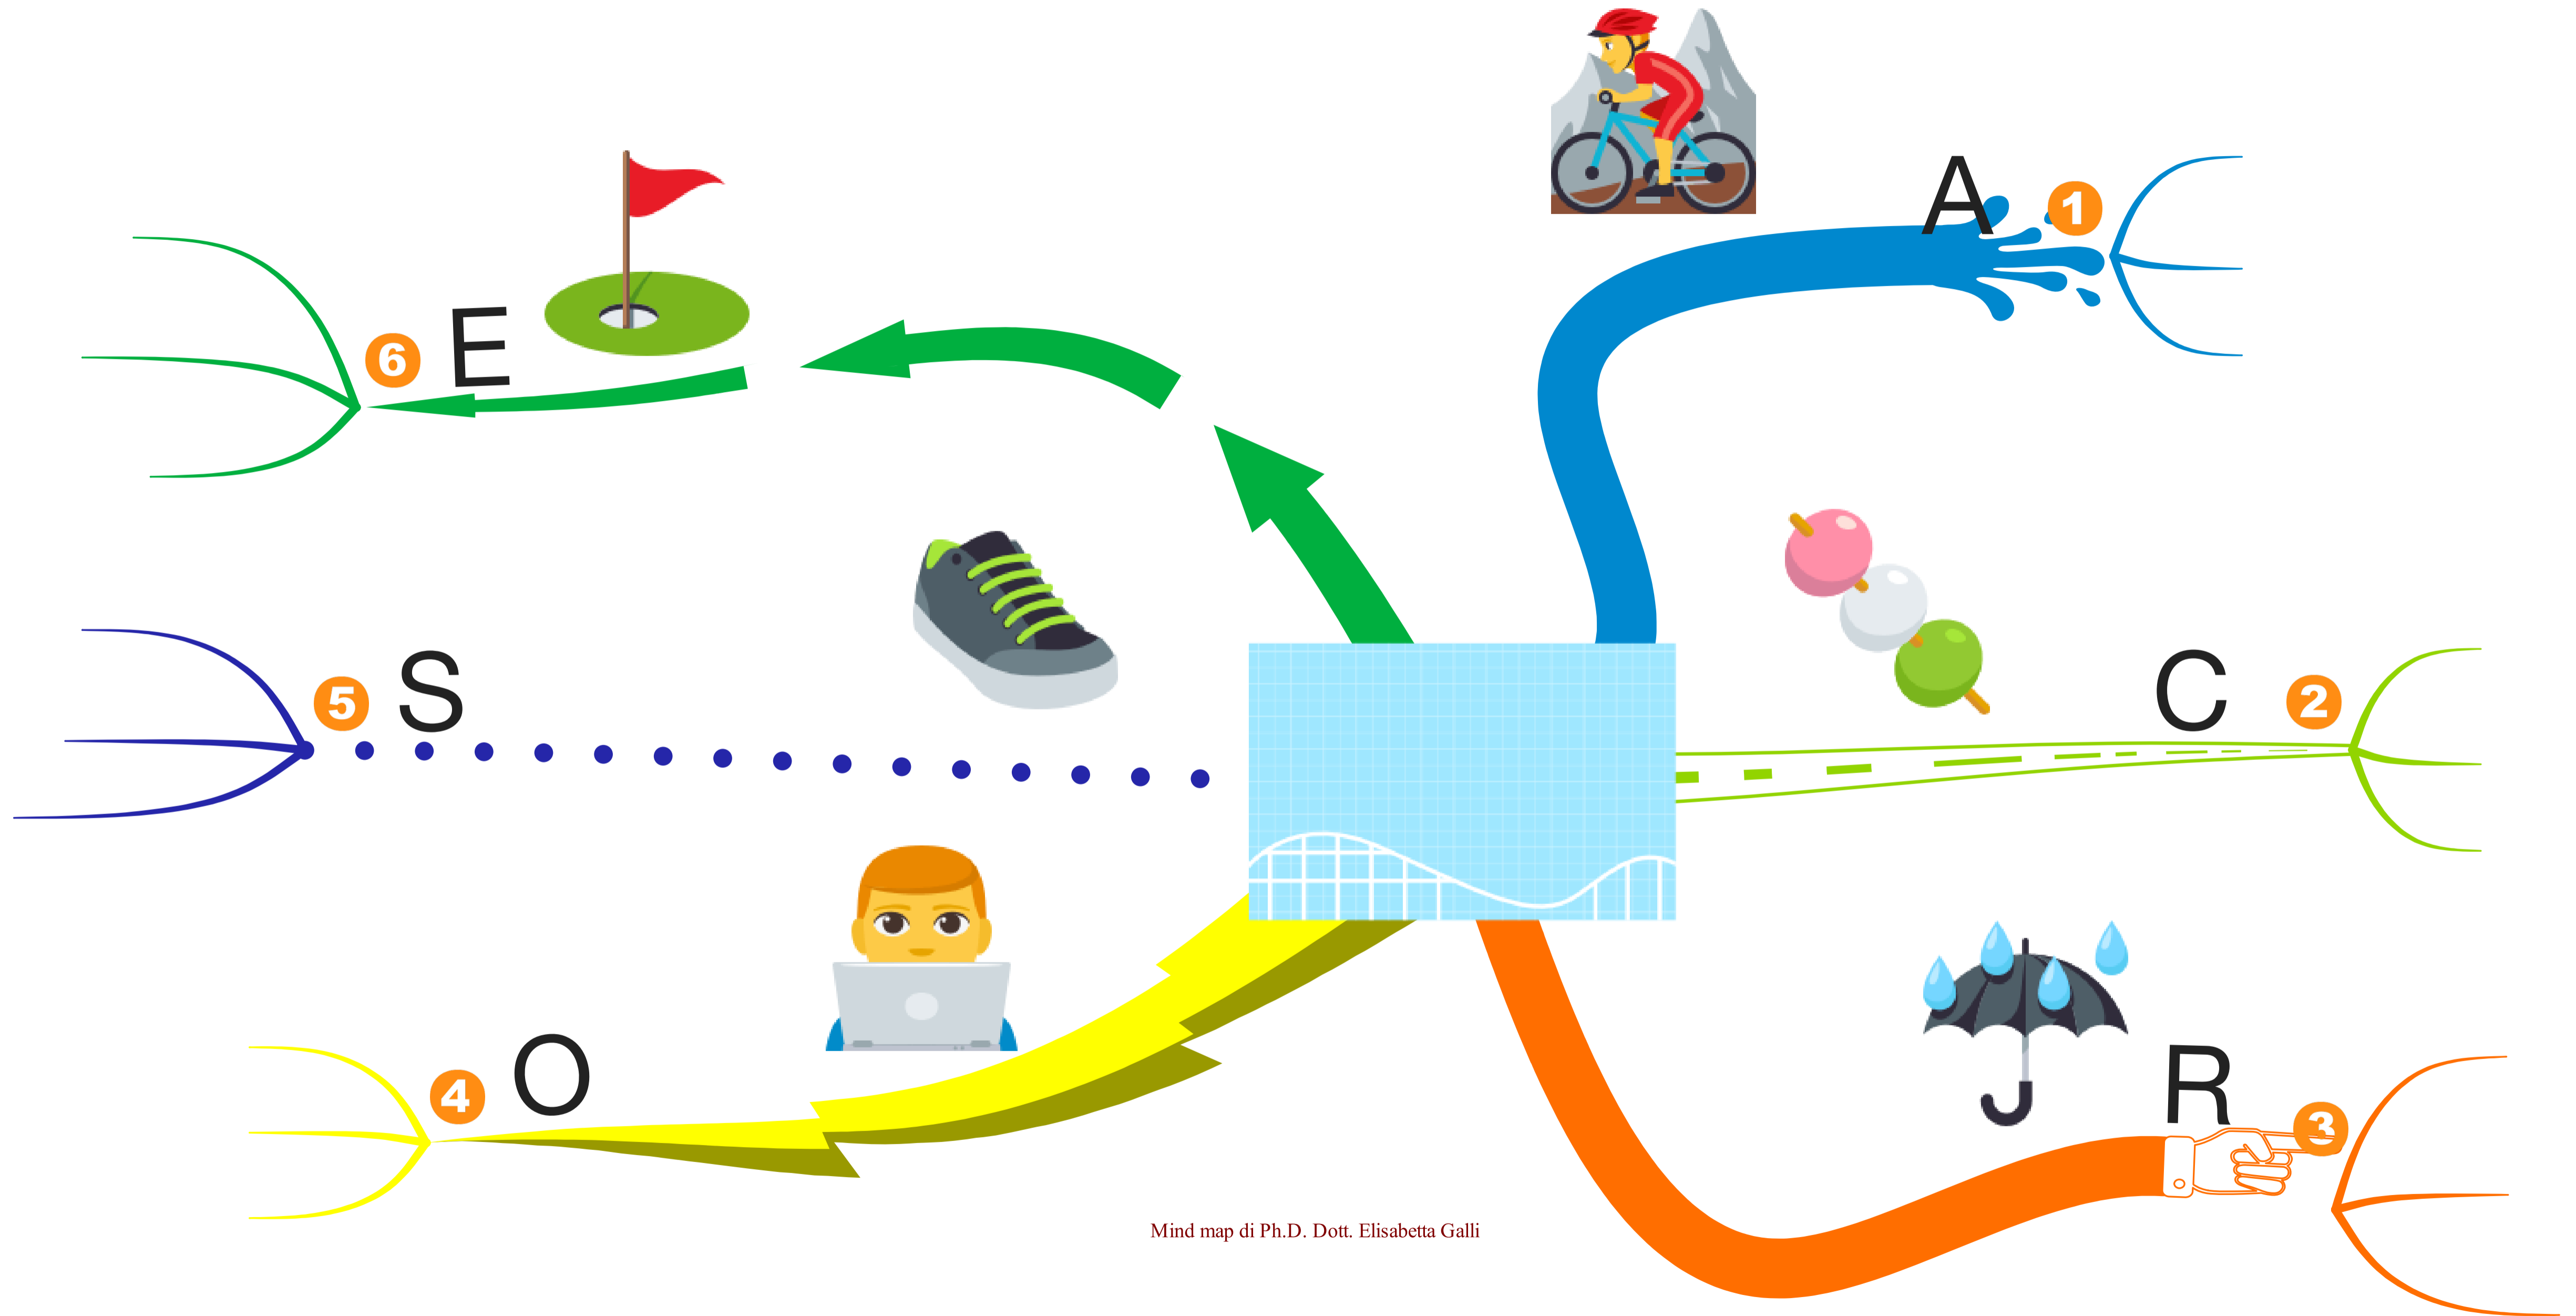 A 1
C 2
R 3
4 O
5 S
6 E
Mind map di Ph.D. Dott. Elisabetta Galli